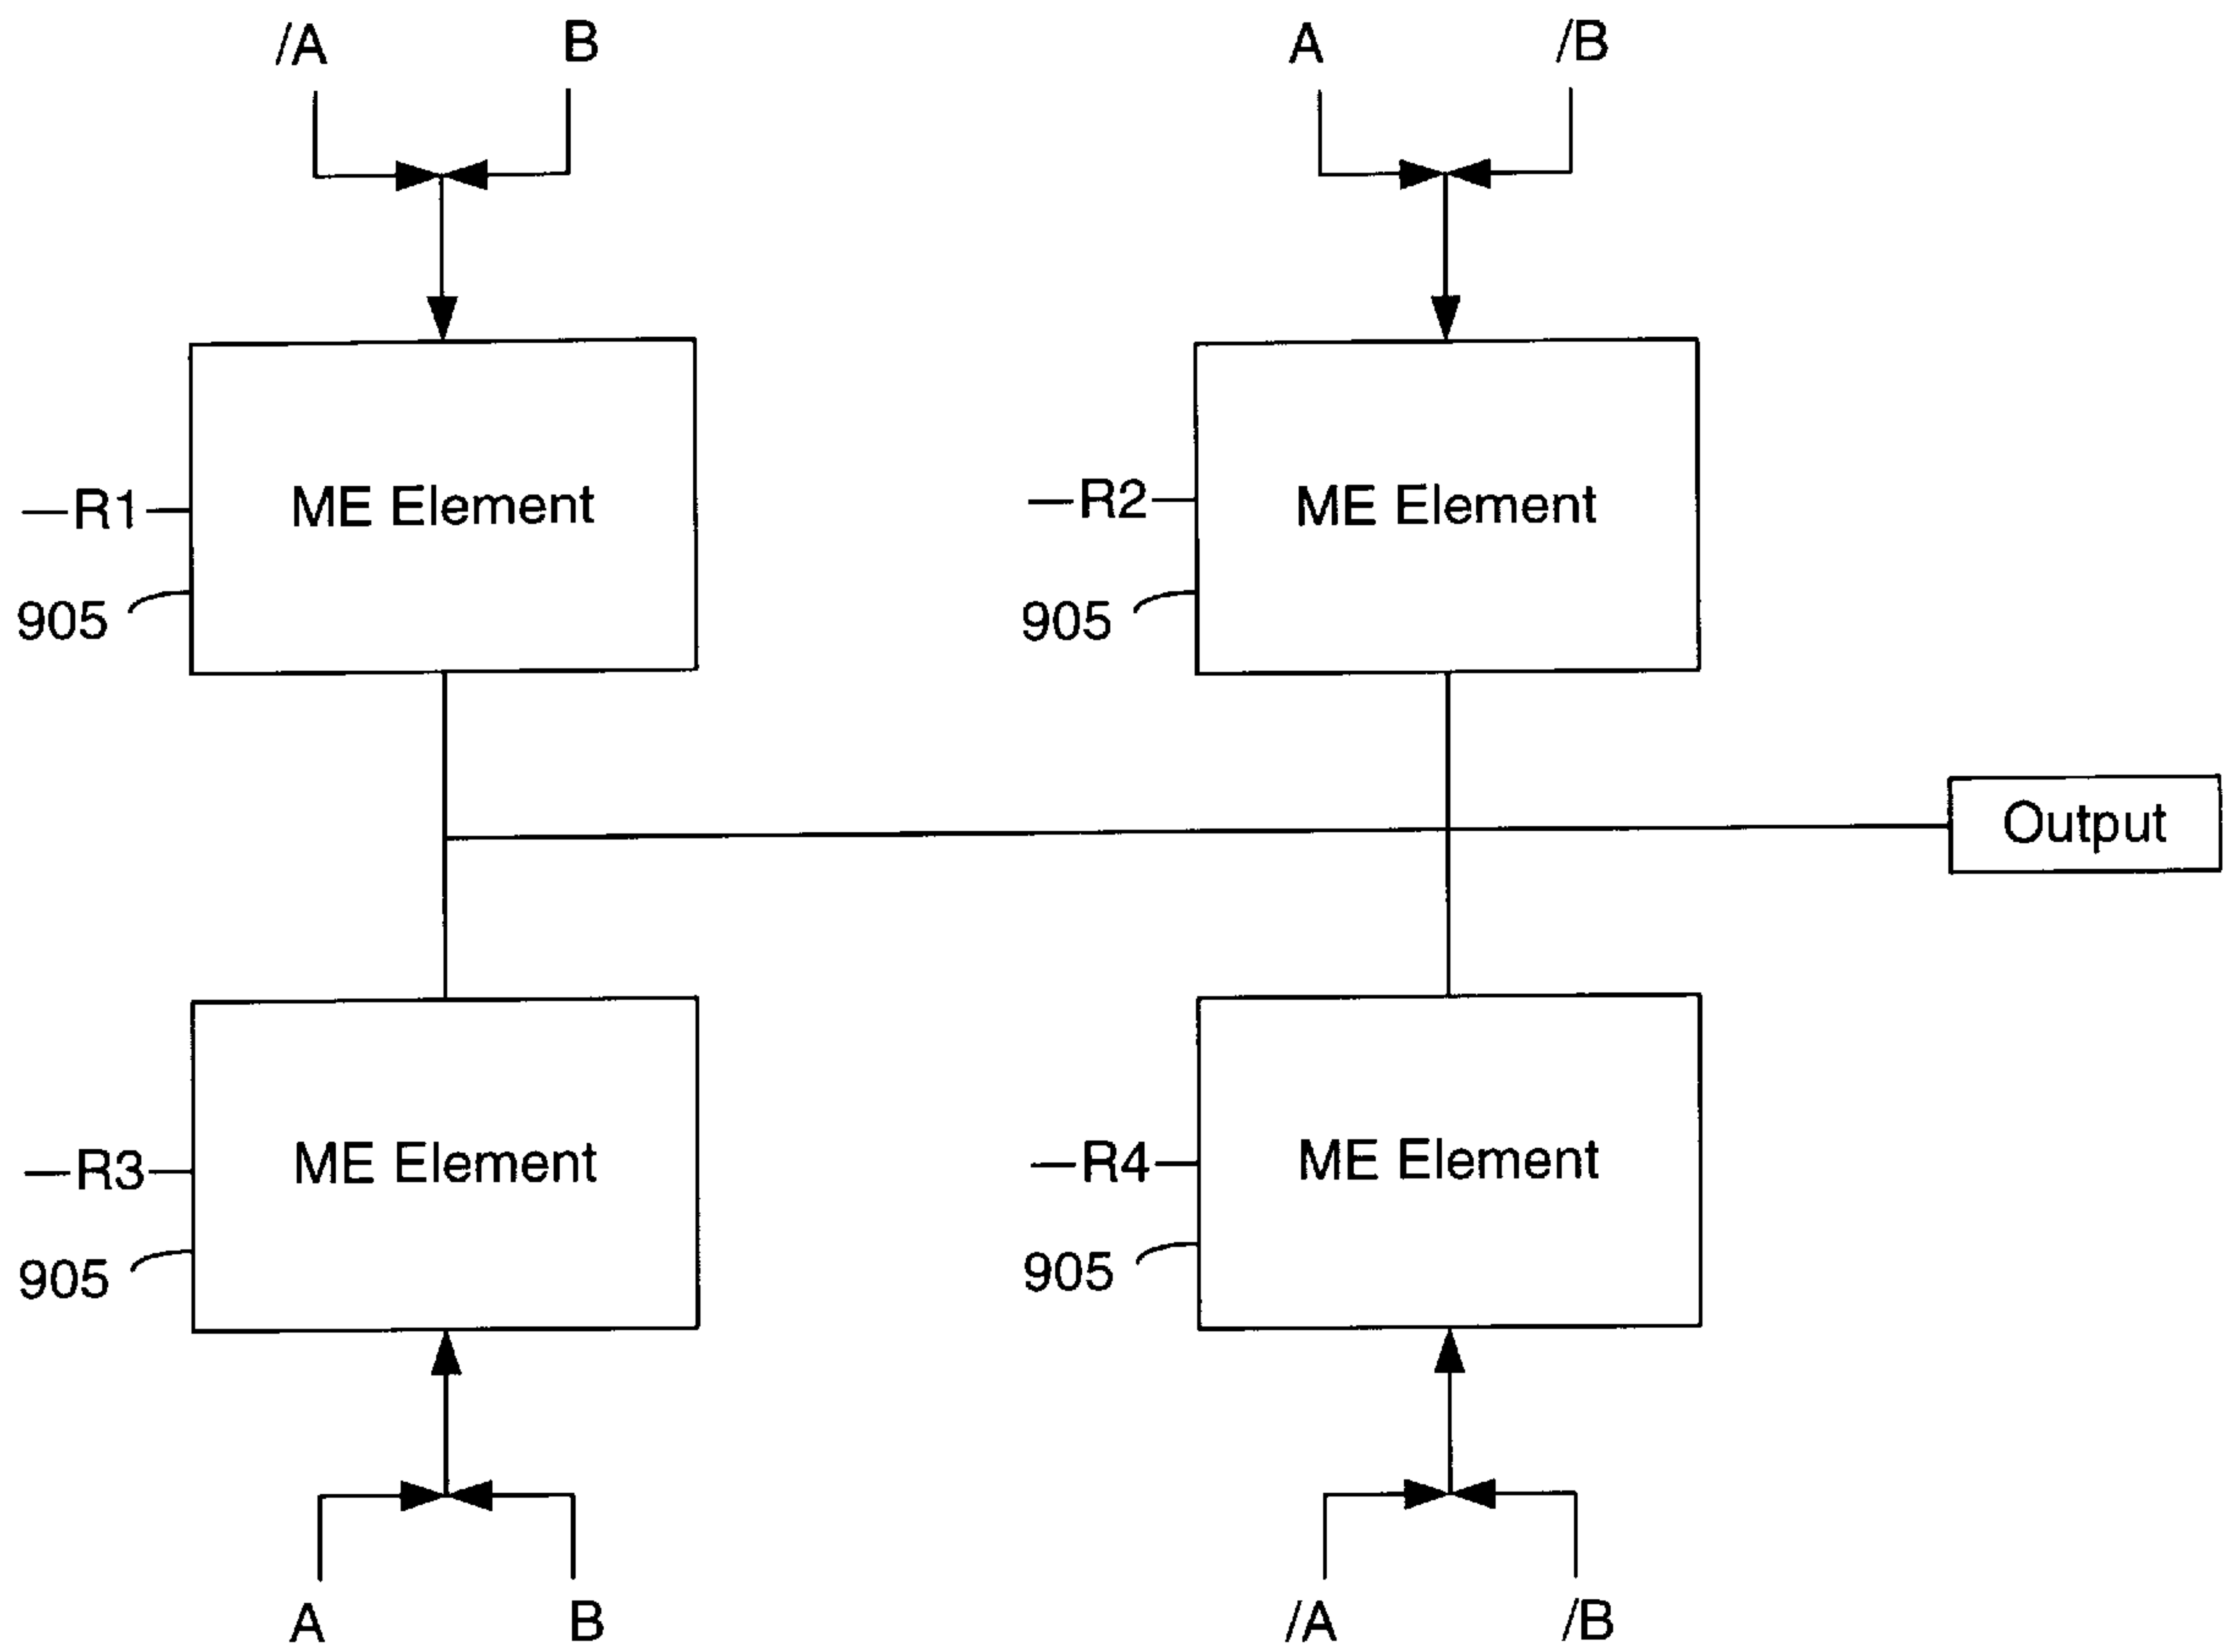 /A B A /B
—R1— ME Element —R2— ME Element
905 905
Output
—R3— ME Element —R4— ME Element
905 905
A B /A /B